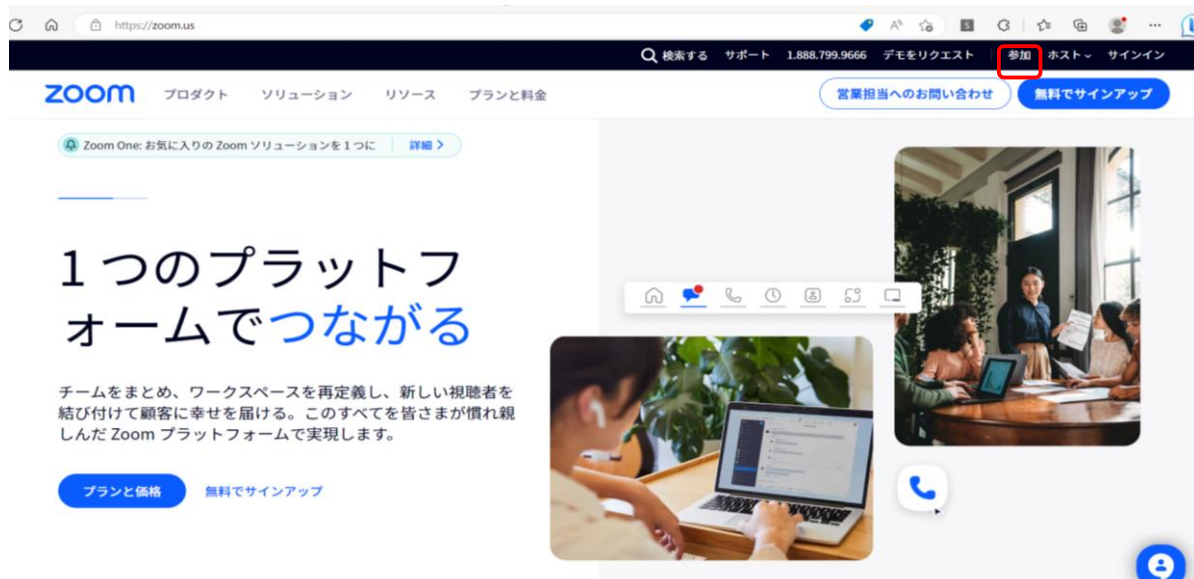 https://zoom.us
検索する サポート 1.888.799.9666 デモをリクエスト 参加 ホスト サインイン
zoom プロダクト ソリューション リソース プランと料金 営業担当へのお問い合わせ 無料でサインアップ
Zoom One: お気に入りの Zoom ソリューションを 1 つに 詳細
1 つのプラットフ
ォームでつながる
チームをまとめ、ワークスペースを再定義し、新しい視聴者を
結び付けて顧客に幸せを届ける。このすべてを皆さまが慣れ親
しんだ Zoom プラットフォームで実現します。
プランと価格 無料でサインアップ